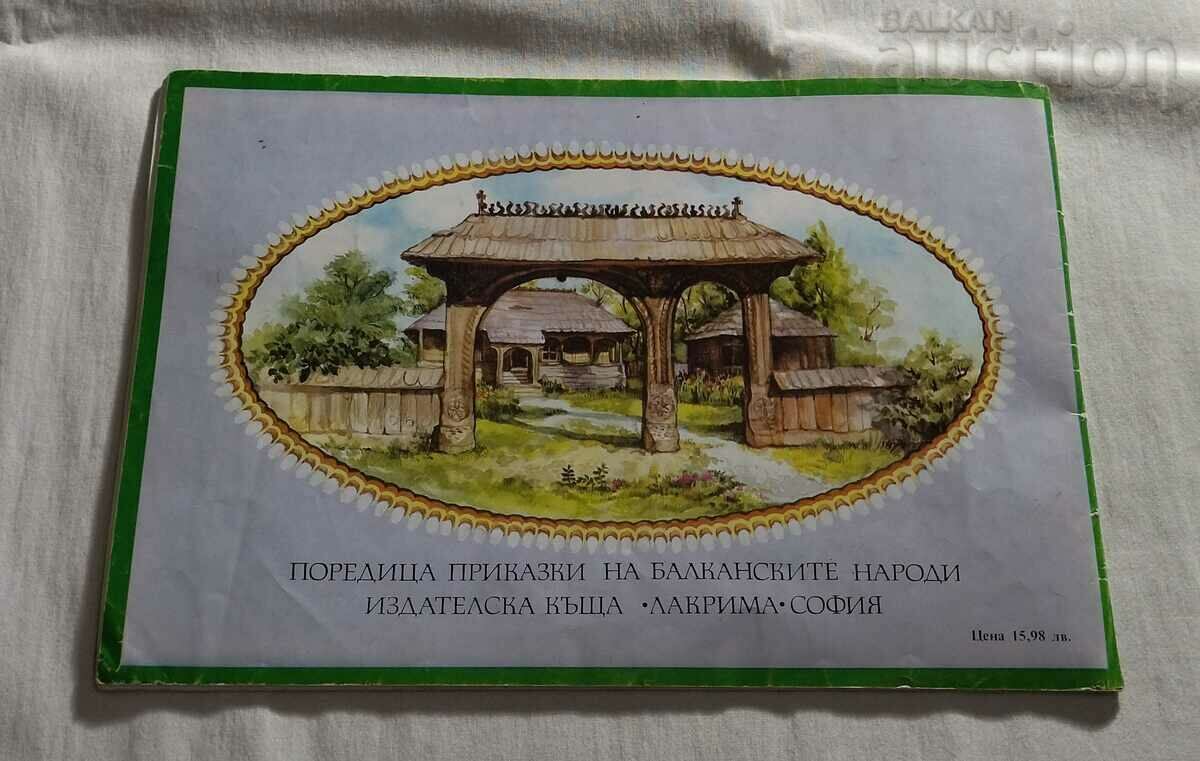 BALKAN
auction
ПОРЕДИЦА ПРИКАЗКИ НА БАЛКАНСКИТЕ НАРОДИ
ИЗДАТЕЛСКА КЪЩА •ЛАКРИМА• СОФИЯ
Цена 15,98 лв.